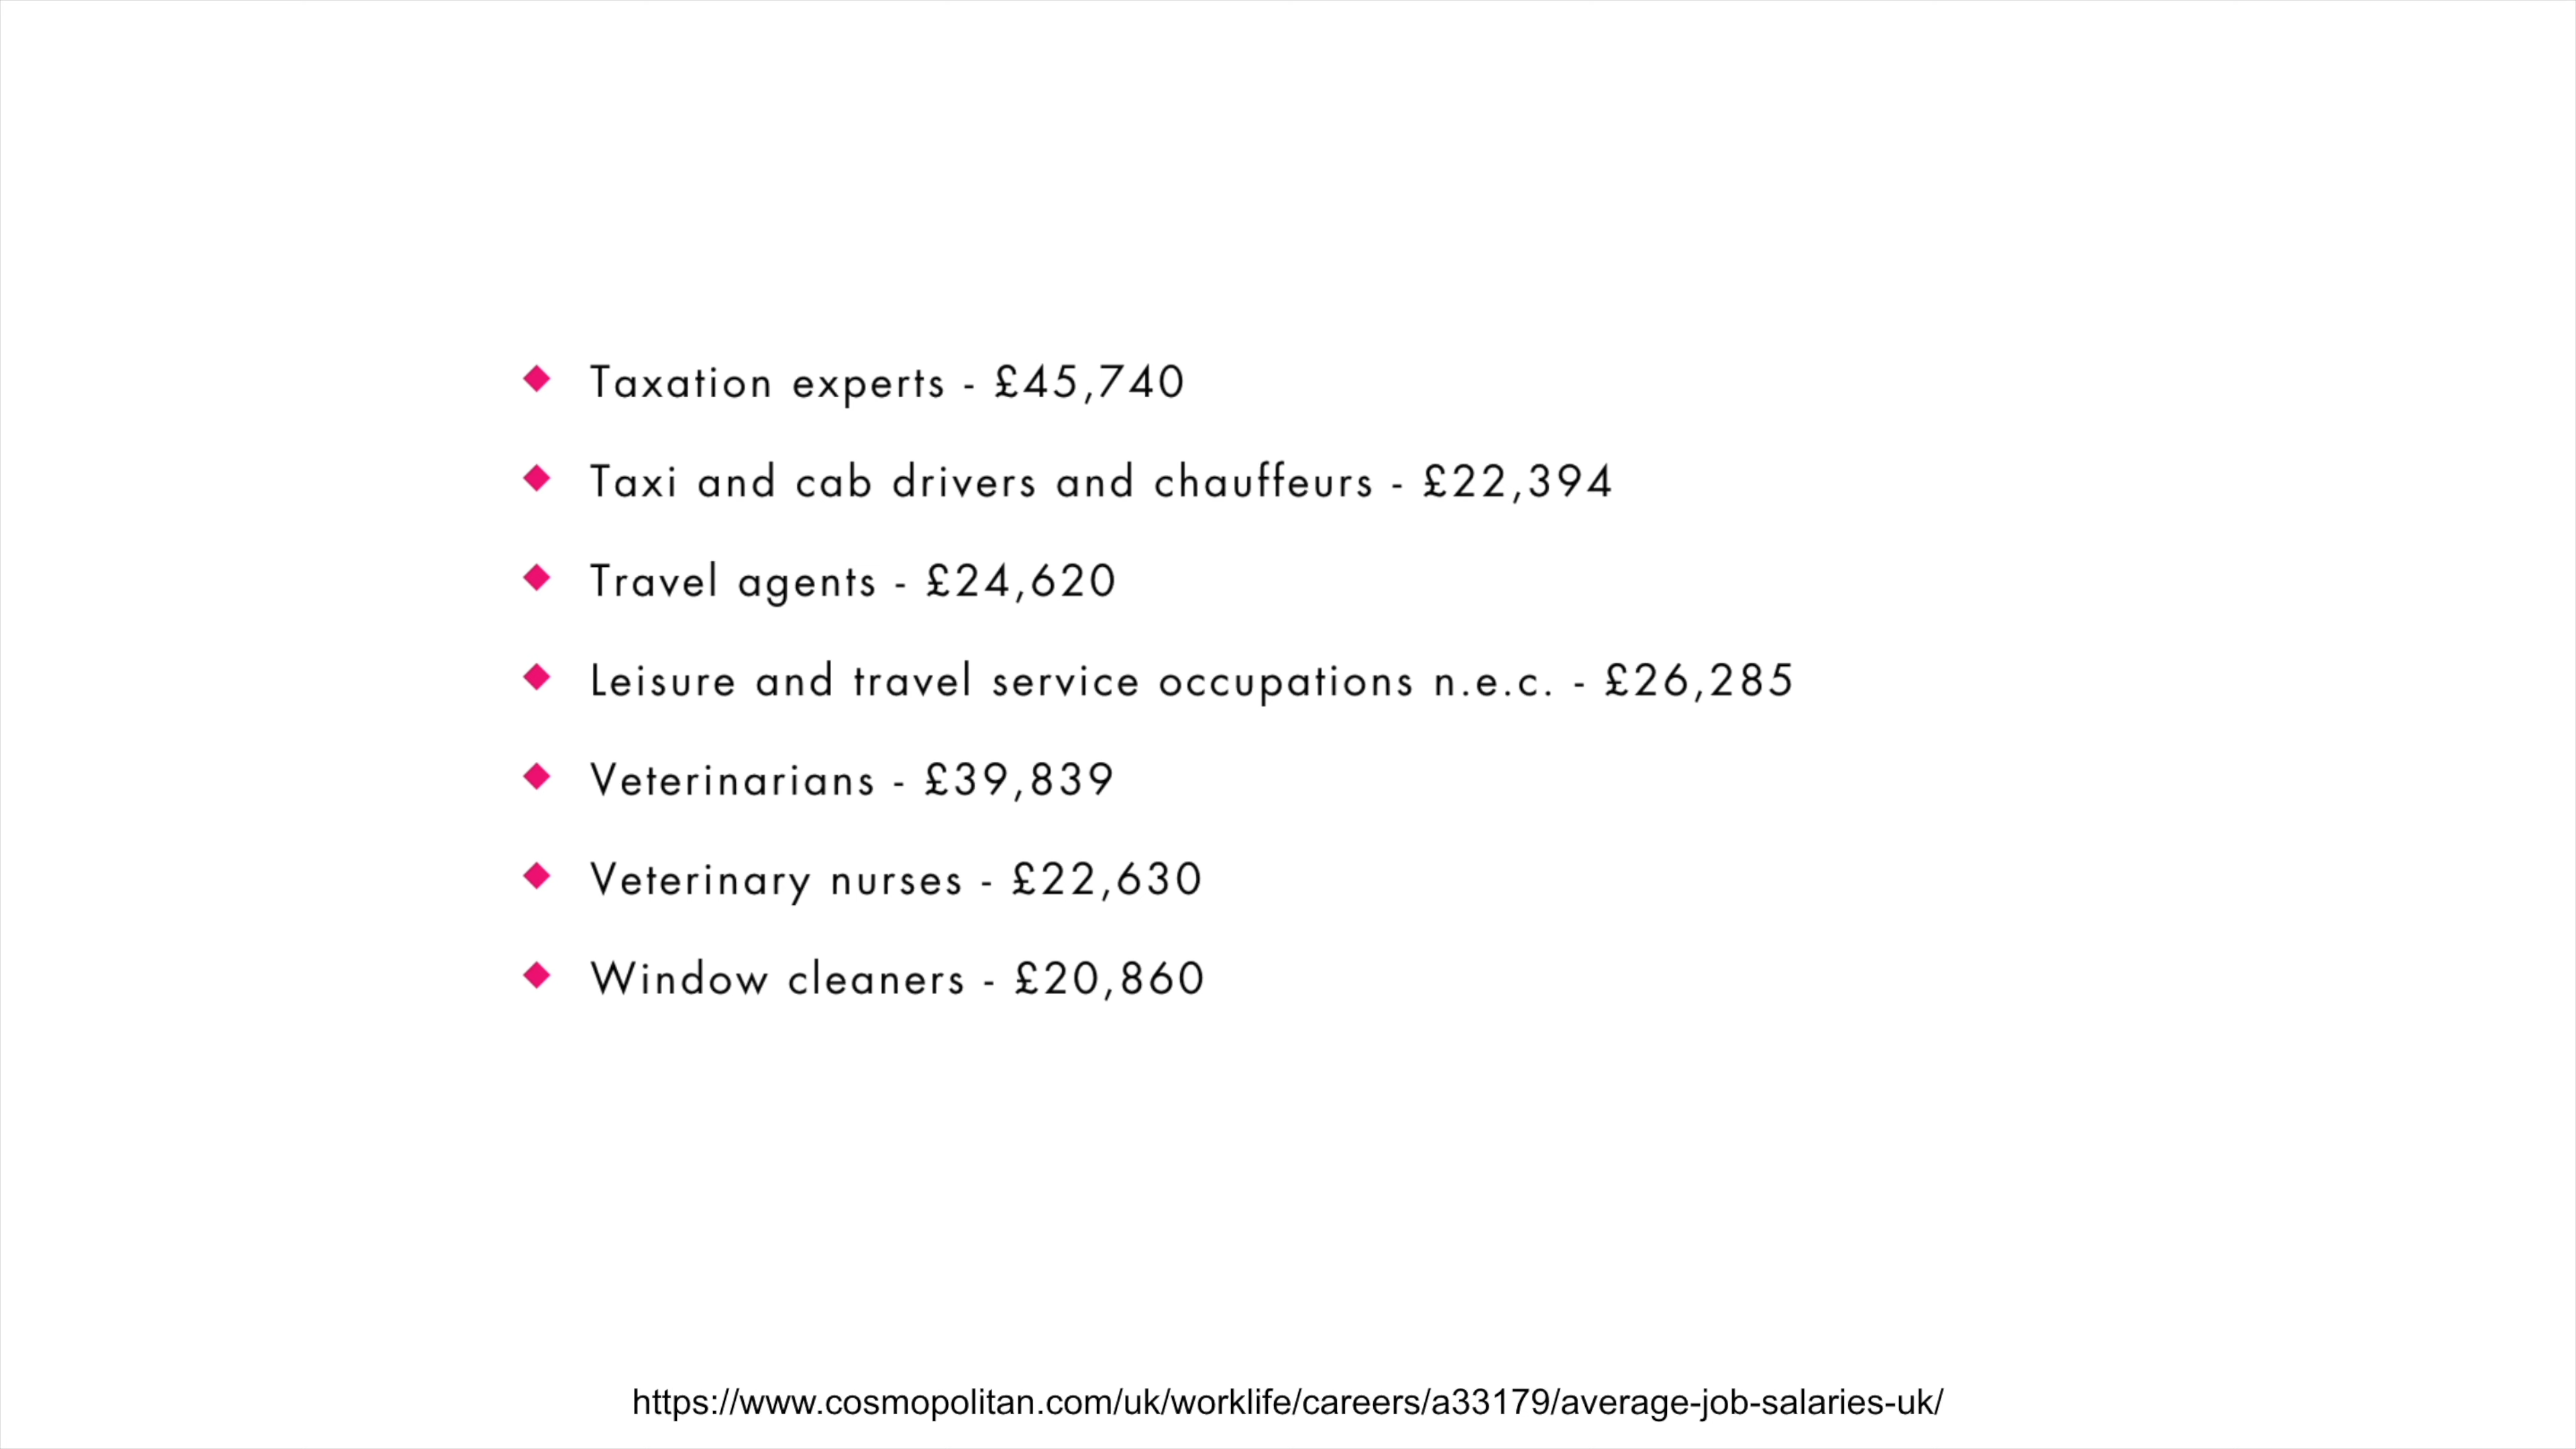 Taxation experts - £45,740
Taxi and cab drivers and chauffeurs - £22,394
Travel agents - £24,620
Leisure and travel service occupations n.e.c. - £26,285
Veterinarians - £39,839
Veterinary nurses - £22,630
Window cleaners - £20,860
https://www.cosmopolitan.com/uk/worklife/careers/a33179/average-job-salaries-uk/